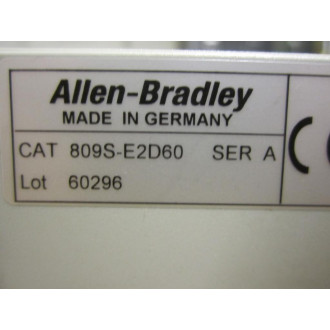 Allen-Bradley
MADE IN GERMANY
CAT 809S-E2D60 SER A
Lot 60296